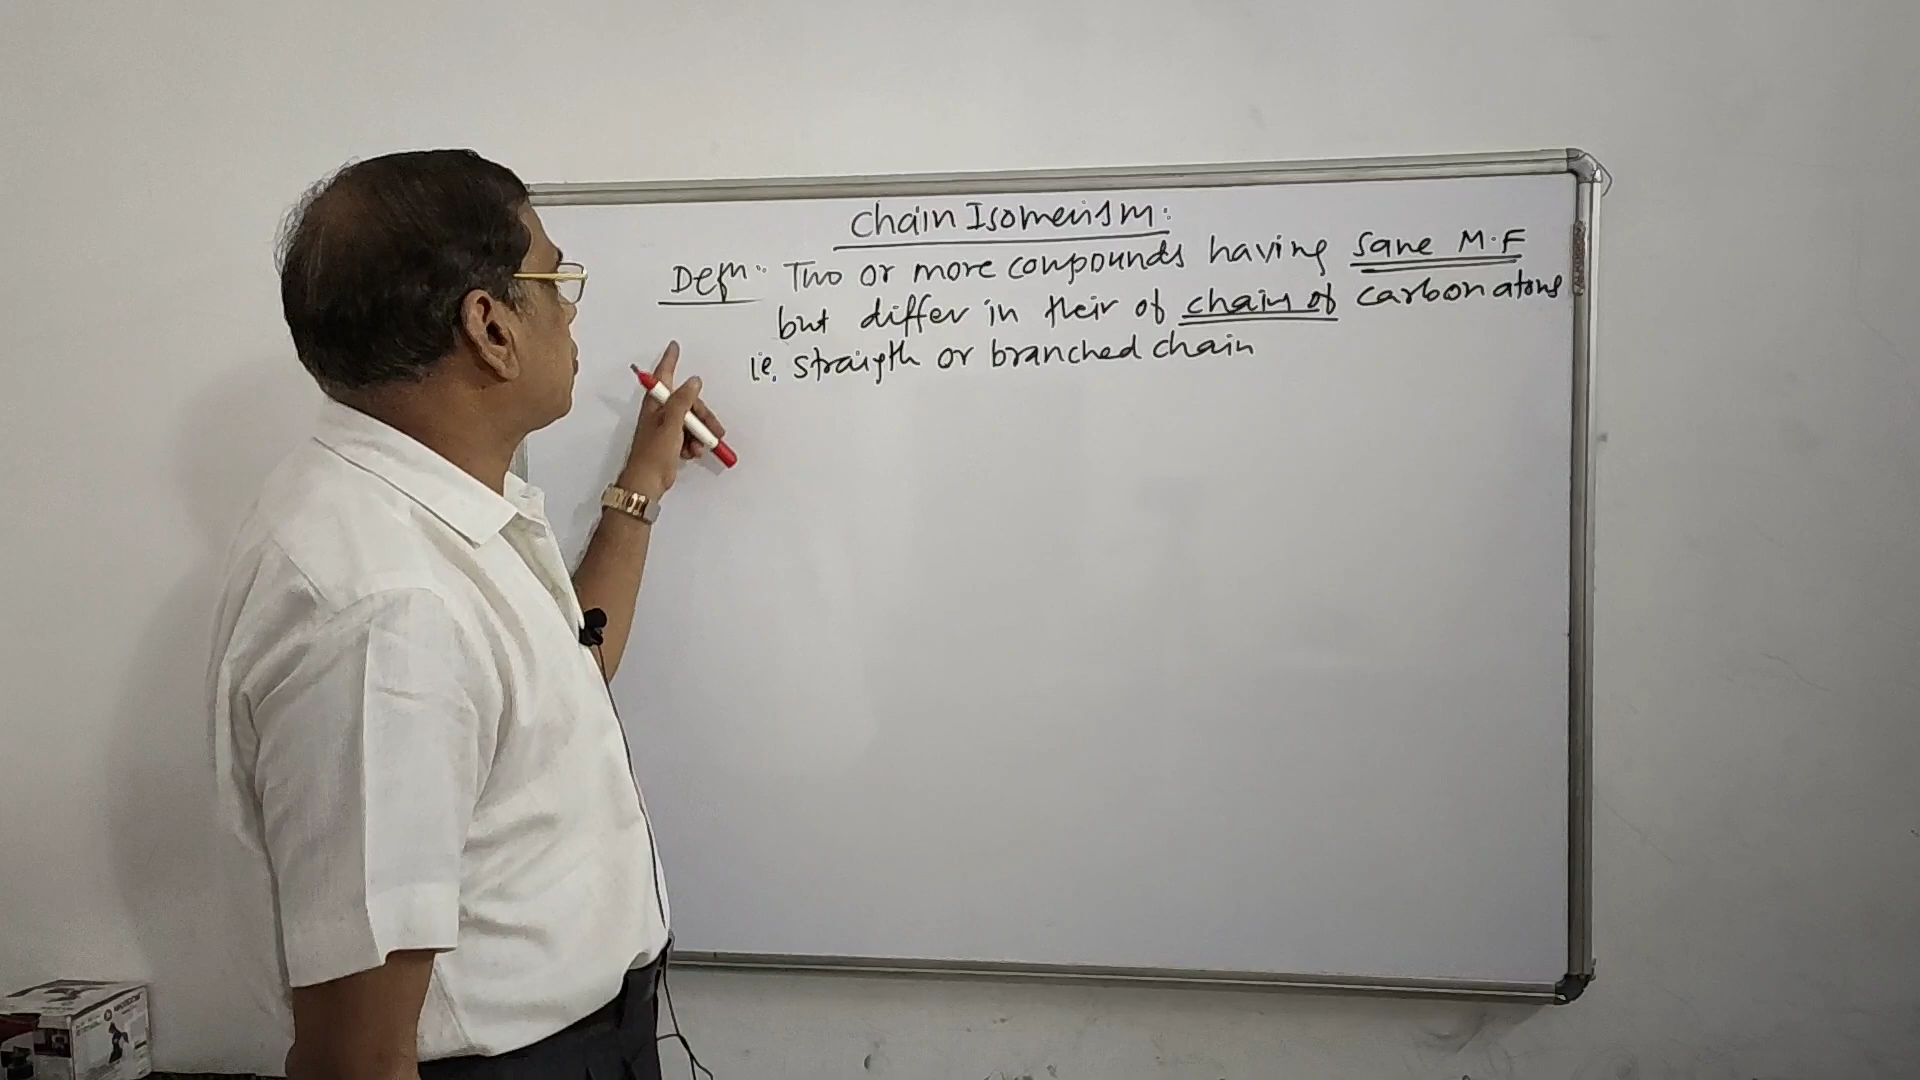 Chain Isomerism:
Defn: Two or more compounds having same M.F
but differ in their of chain of carbon atoms
i.e. straigth or branched chain